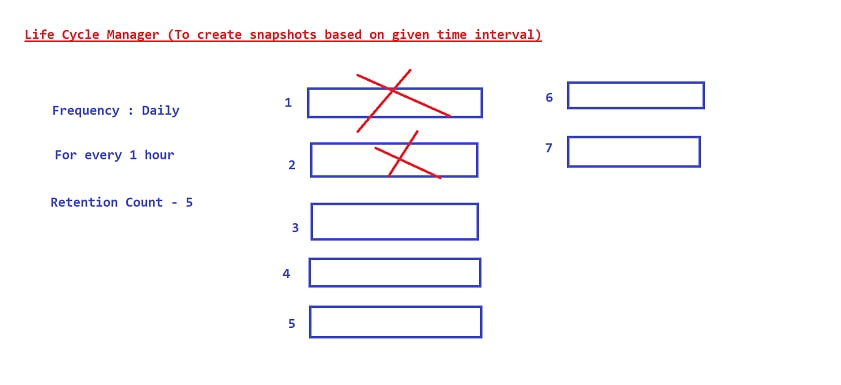 Life Cycle Manager (To create snapshots based on given time interval)
Frequency : Daily
For every 1 hour
Retention Count - 5
1
2
3
4
5
6
7